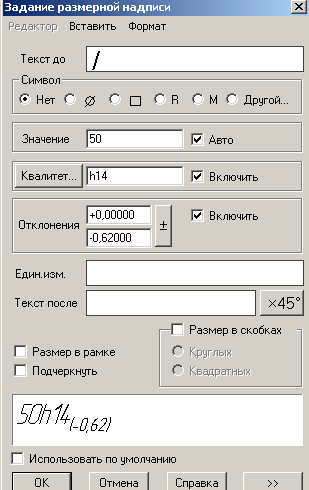 Задание размерной надписи
Редактор Вставить Формат
Текст до /
Символ
Нет ⌀ □ R M Другой...
Значение 50 Авто
Квалитет... h14 Включить
Отклонения +0,00000 ± Включить
-0,62000
Един.изм.
Текст после ×45°
Размер в скобках
Размер в рамке Круглых
Подчеркнуть Квадратных
50h14(-0,62)
Использовать по умолчанию
OK Отмена Справка >>